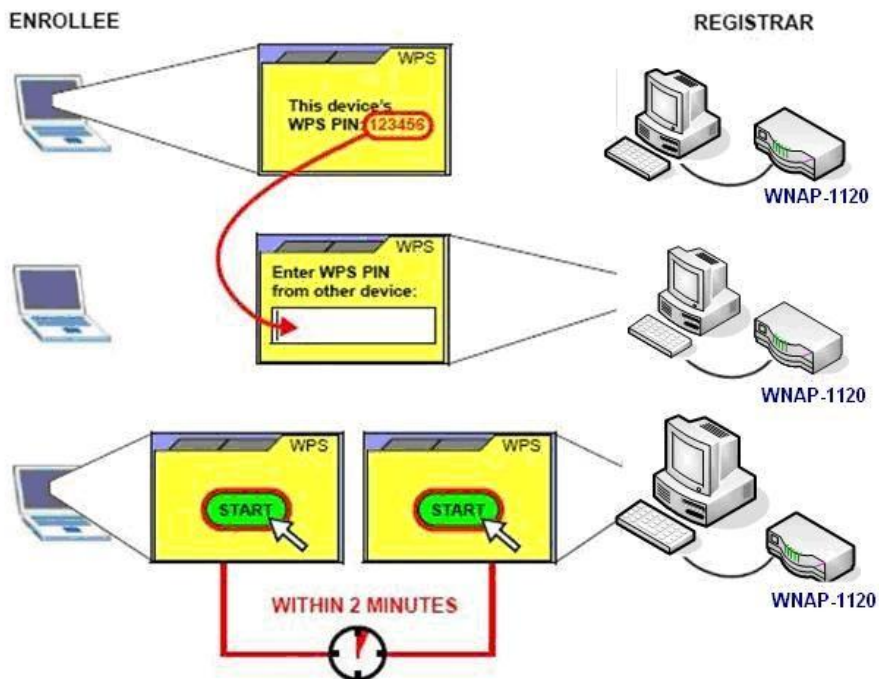 ENROLLEE
REGISTRAR
WPS
This device's
WPS PIN: 123456
WNAP-1120
WPS
Enter WPS PIN
from other device:
WNAP-1120
WPS
START
WPS
START
WNAP-1120
WITHIN 2 MINUTES